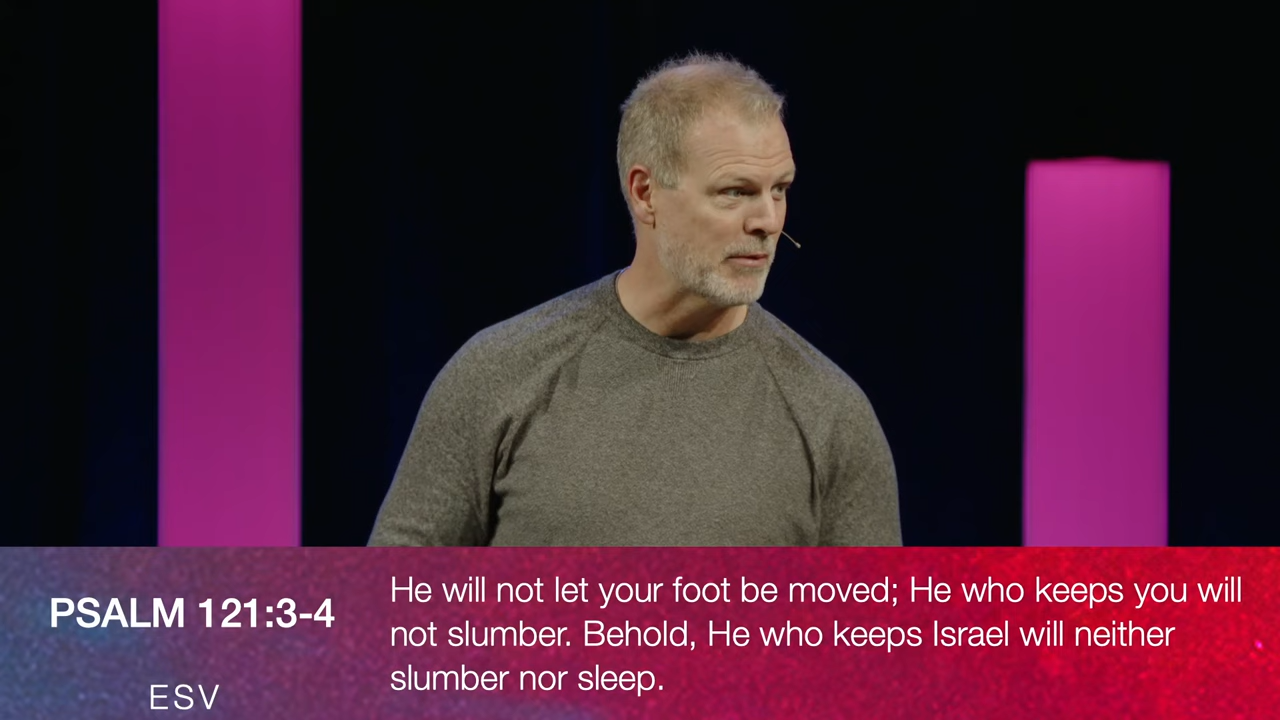 PSALM 121:3-4
ESV
He will not let your foot be moved; He who keeps you will
not slumber. Behold, He who keeps Israel will neither
slumber nor sleep.